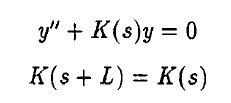 y″ + K(s)y = 0
K(s + L) = K(s)